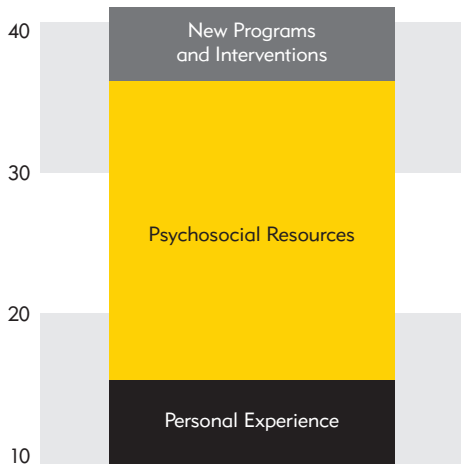 40
New Programs
and Interventions
30
Psychosocial Resources
20
Personal Experience
10